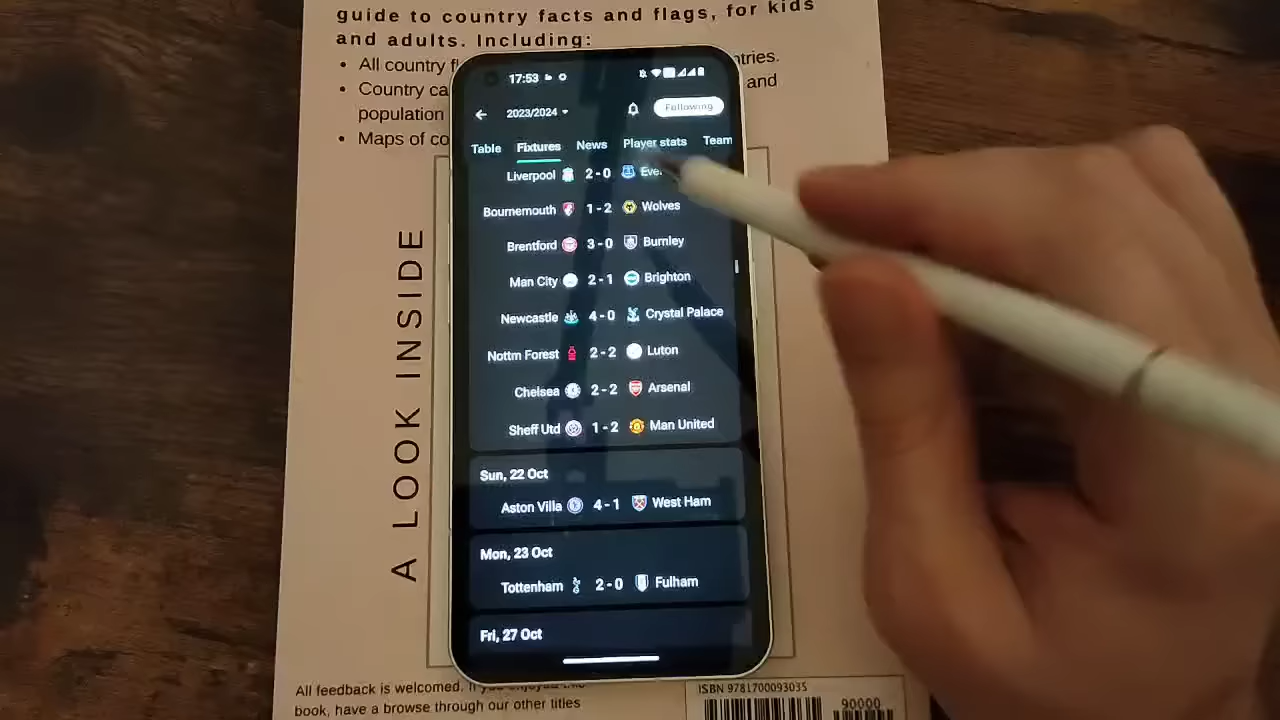 guide to country facts and flags, for kids
and adults. Including:
• All country
ntries.
• Country ca
and
population
• Maps of co
A LOOK INSIDE
17:53
2023/2024
Following
Table Fixtures News Player stats Team
Liverpool 2-0 Eve
Bournemouth 1-2 Wolves
Brentford 3-0 Burnley
Man City 2-1 Brighton
Newcastle 4-0 Crystal Palace
Nottm Forest 2-2 Luton
Chelsea 2-2 Arsenal
Sheff Utd 1-2 Man United
Sun, 22 Oct
Aston Villa 4-1 West Ham
Mon, 23 Oct
Tottenham 2-0 Fulham
Fri, 27 Oct
All feedback is welcomed. If you enjoyed this
book, have a browse through our other titles
ISBN 9781700093035
90000